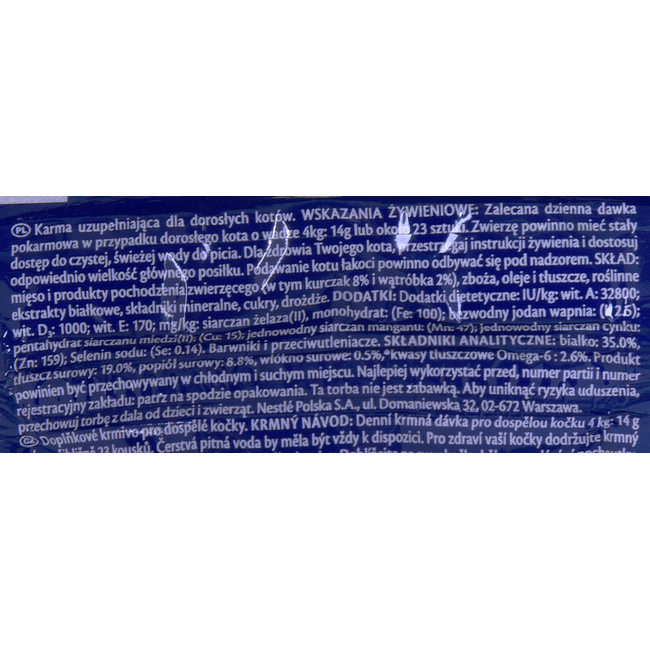 PL Karma uzupełniająca dla dorosłych kotów. WSKAZANIA ŻYWIENIOWE: Zalecana dzienna dawka
pokarmowa w przypadku dorosłego kota o wadze 4kg: 14g lub około 23 sztuki. Zwierzę powinno mieć stały
dostęp do czystej, świeżej wody do picia. Dla zdrowia Twojego kota, przestrzegaj instrukcji żywienia i dostosuj
odpowiednio wielkość głównego posiłku. Podawanie kotu łakoci powinno odbywać się pod nadzorem. SKŁAD:
mięso i produkty pochodzenia zwierzęcego (w tym kurczak 8% i wątróbka 2%), zboża, oleje i tłuszcze, roślinne
ekstrakty białkowe, składniki mineralne, cukry, drożdże. DODATKI: Dodatki dietetyczne: IU/kg: wit. A: 32800;
wit. D₃: 1000; wit. E: 170; mg/kg: siarczan żelaza(II), monohydrat: (Fe: 100); bezwodny jodan wapnia: (I: 2.5);
pentahydrat siarczanu miedzi(II): (Cu: 15); jednowodny siarczan manganu: (Mn: 47); jednowodny siarczan cynku:
(Zn: 159); Selenin sodu: (Se: 0.14). Barwniki i przeciwutleniacze. SKŁADNIKI ANALITYCZNE: białko: 35.0%,
tłuszcz surowy: 19.0%, popiół surowy: 8.8%, włókno surowe: 0.5%, kwasy tłuszczowe Omega-6 : 2.6%. Produkt
powinien być przechowywany w chłodnym i suchym miejscu. Najlepiej wykorzystać przed, numer partii i numer
rejestracyjny zakładu: patrz na spodzie opakowania. Ta torba nie jest zabawką. Aby uniknąć ryzyka uduszenia,
przechowuj torbę z dala od dzieci i zwierząt. Nestlé Polska S.A., ul. Domaniewska 32, 02-672 Warszawa.
CZ Doplňkové krmivo pro dospělé kočky. KRMNÝ NÁVOD: Denní krmná dávka pro dospělou kočku 4 kg: 14 g
23 kousků. Čerstvá pitná voda by měla být vždy k dispozici. Pro zdraví vaší kočky dodržujte krmný